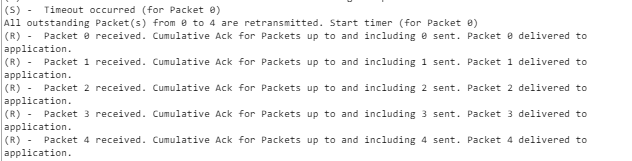 (S) - Timeout occurred (for Packet 0)
All outstanding Packet(s) from 0 to 4 are retransmitted. Start timer (for Packet 0)
(R) - Packet 0 received. Cumulative Ack for Packets up to and including 0 sent. Packet 0 delivered to
application.
(R) - Packet 1 received. Cumulative Ack for Packets up to and including 1 sent. Packet 1 delivered to
application.
(R) - Packet 2 received. Cumulative Ack for Packets up to and including 2 sent. Packet 2 delivered to
application.
(R) - Packet 3 received. Cumulative Ack for Packets up to and including 3 sent. Packet 3 delivered to
application.
(R) - Packet 4 received. Cumulative Ack for Packets up to and including 4 sent. Packet 4 delivered to
application.